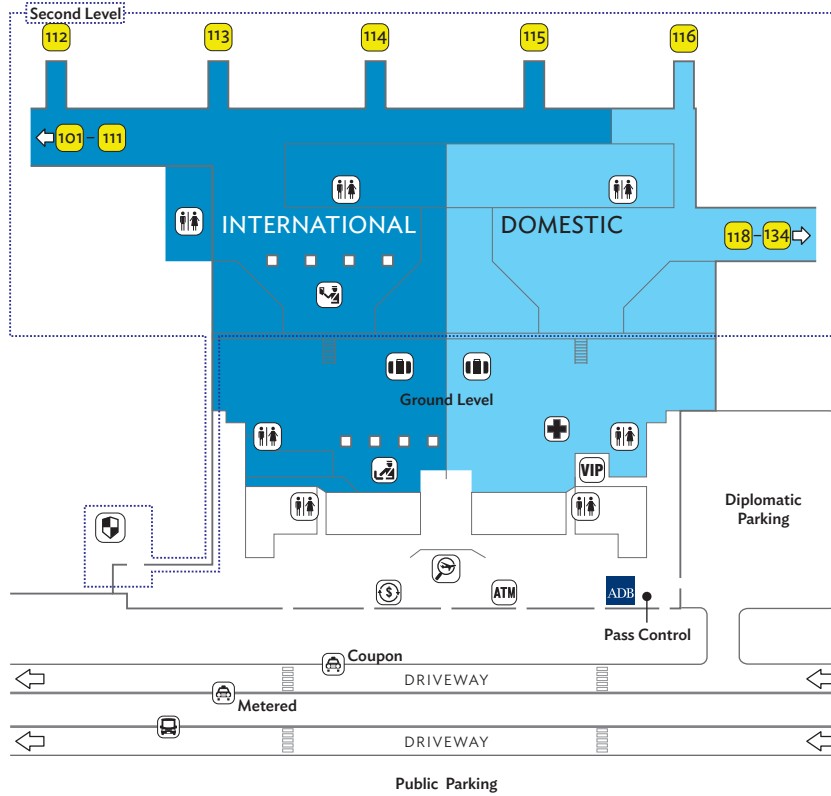 Second Level
112
113
114
115
116
101 – 111
INTERNATIONAL
DOMESTIC
118 – 134
Ground Level
VIP
Diplomatic
Parking
$
ATM
ADB
Pass Control
Coupon
DRIVEWAY
Metered
DRIVEWAY
Public Parking